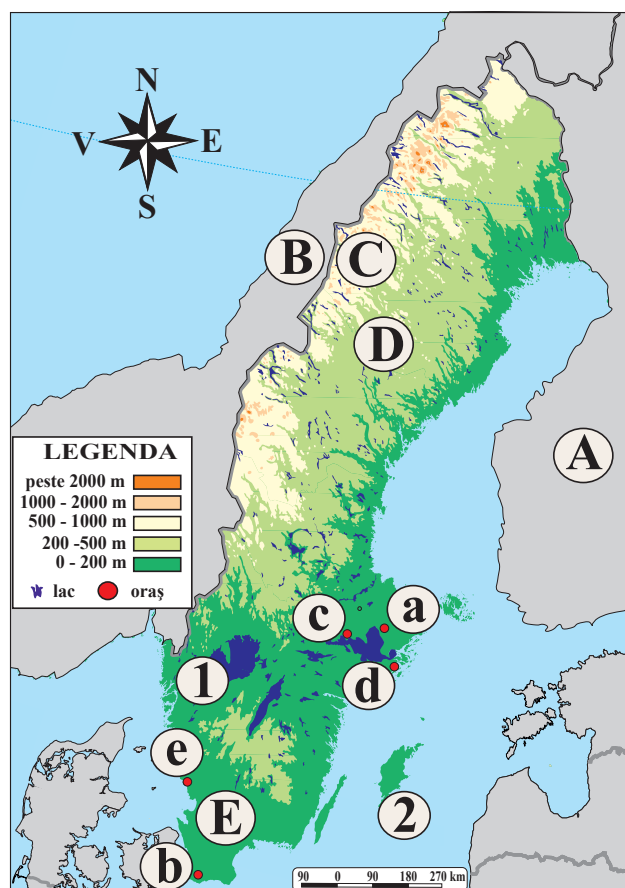 N
V E
S
B C
D
A
LEGENDA
peste 2000 m
1000 - 2000 m
500 - 1000 m
200 -500 m
0 - 200 m
lac oraş
c a
1 d
e
E 2
b
90 0 90 180 270 km